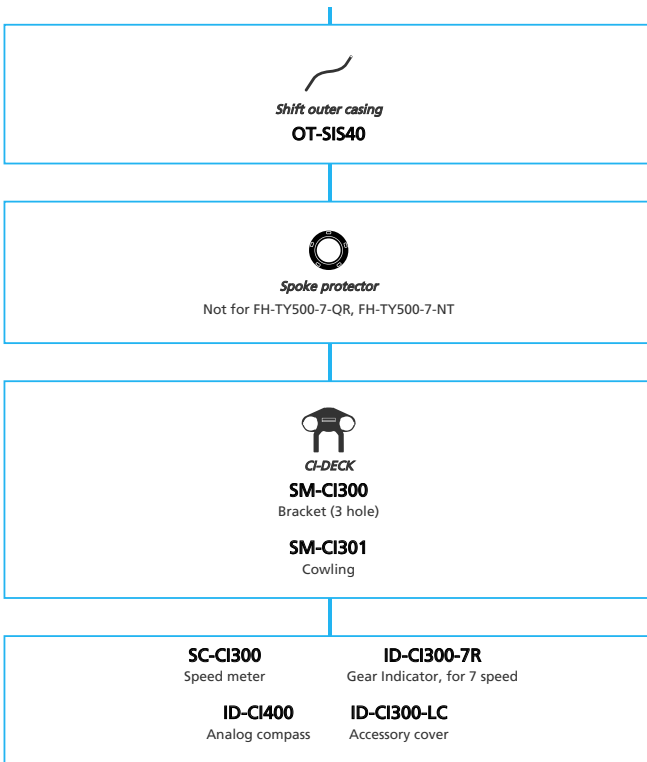 Shift outer casing
OT-SIS40
Spoke protector
Not for FH-TY500-7-QR, FH-TY500-7-NT
CI-DECK
SM-CI300
Bracket (3 hole)
SM-CI301
Cowling
SC-CI300 ID-CI300-7R
Speed meter Gear Indicator, for 7 speed
ID-CI400 ID-CI300-LC
Analog compass Accessory cover